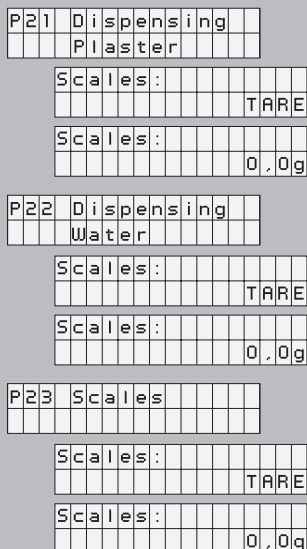 P21 Dispensing
Plaster
Scales:
TARE
Scales:
0,0g
P22 Dispensing
Water
Scales:
TARE
Scales:
0,0g
P23 Scales
Scales:
TARE
Scales:
0,0g